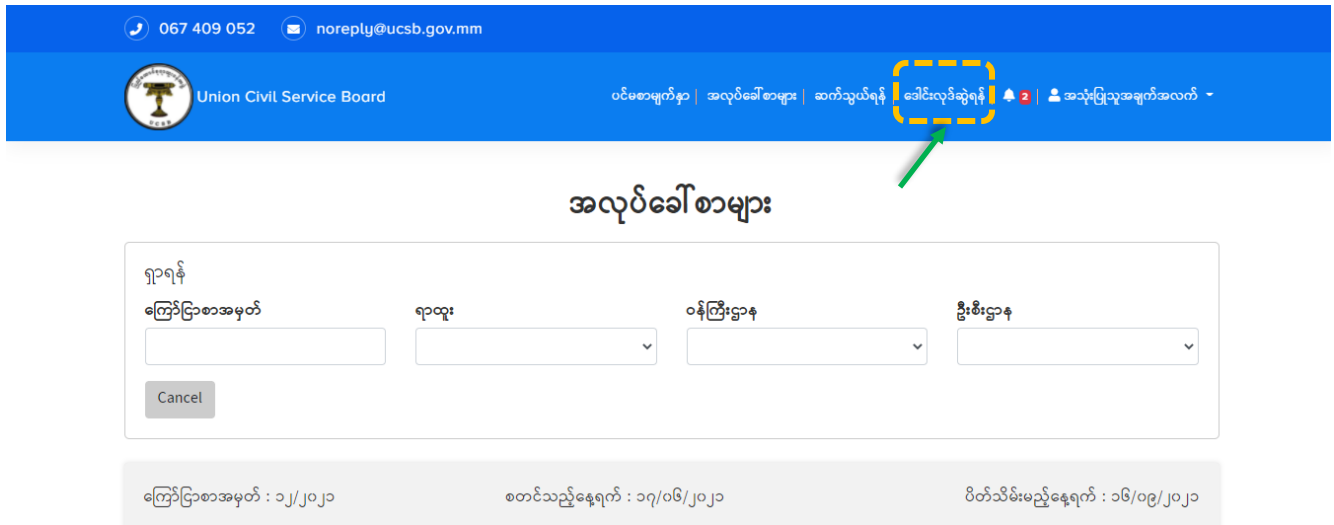 067 409 052 noreply@ucsb.gov.mm
Union Civil Service Board ပင်မစာမျက်နှာ | အလုပ်ခေါ်စာများ | ဆက်သွယ်ရန် | ဒေါင်းလုဒ်ဆွဲရန် | 2 | အသုံးပြုသူအချက်အလက်
UCSB
အလုပ်ခေါ်စာများ
ရှာရန်
ကြော်ငြာစာအမှတ် ရာထူး ဝန်ကြီးဌာန ဦးစီးဌာန
Cancel
ကြော်ငြာစာအမှတ် : ၁၂/၂၀၂၁ စတင်သည့်နေ့ရက် : ၁၇/၀၆/၂၀၂၁ ပိတ်သိမ်းမည့်နေ့ရက် : ၁၆/၀၉/၂၀၂၁